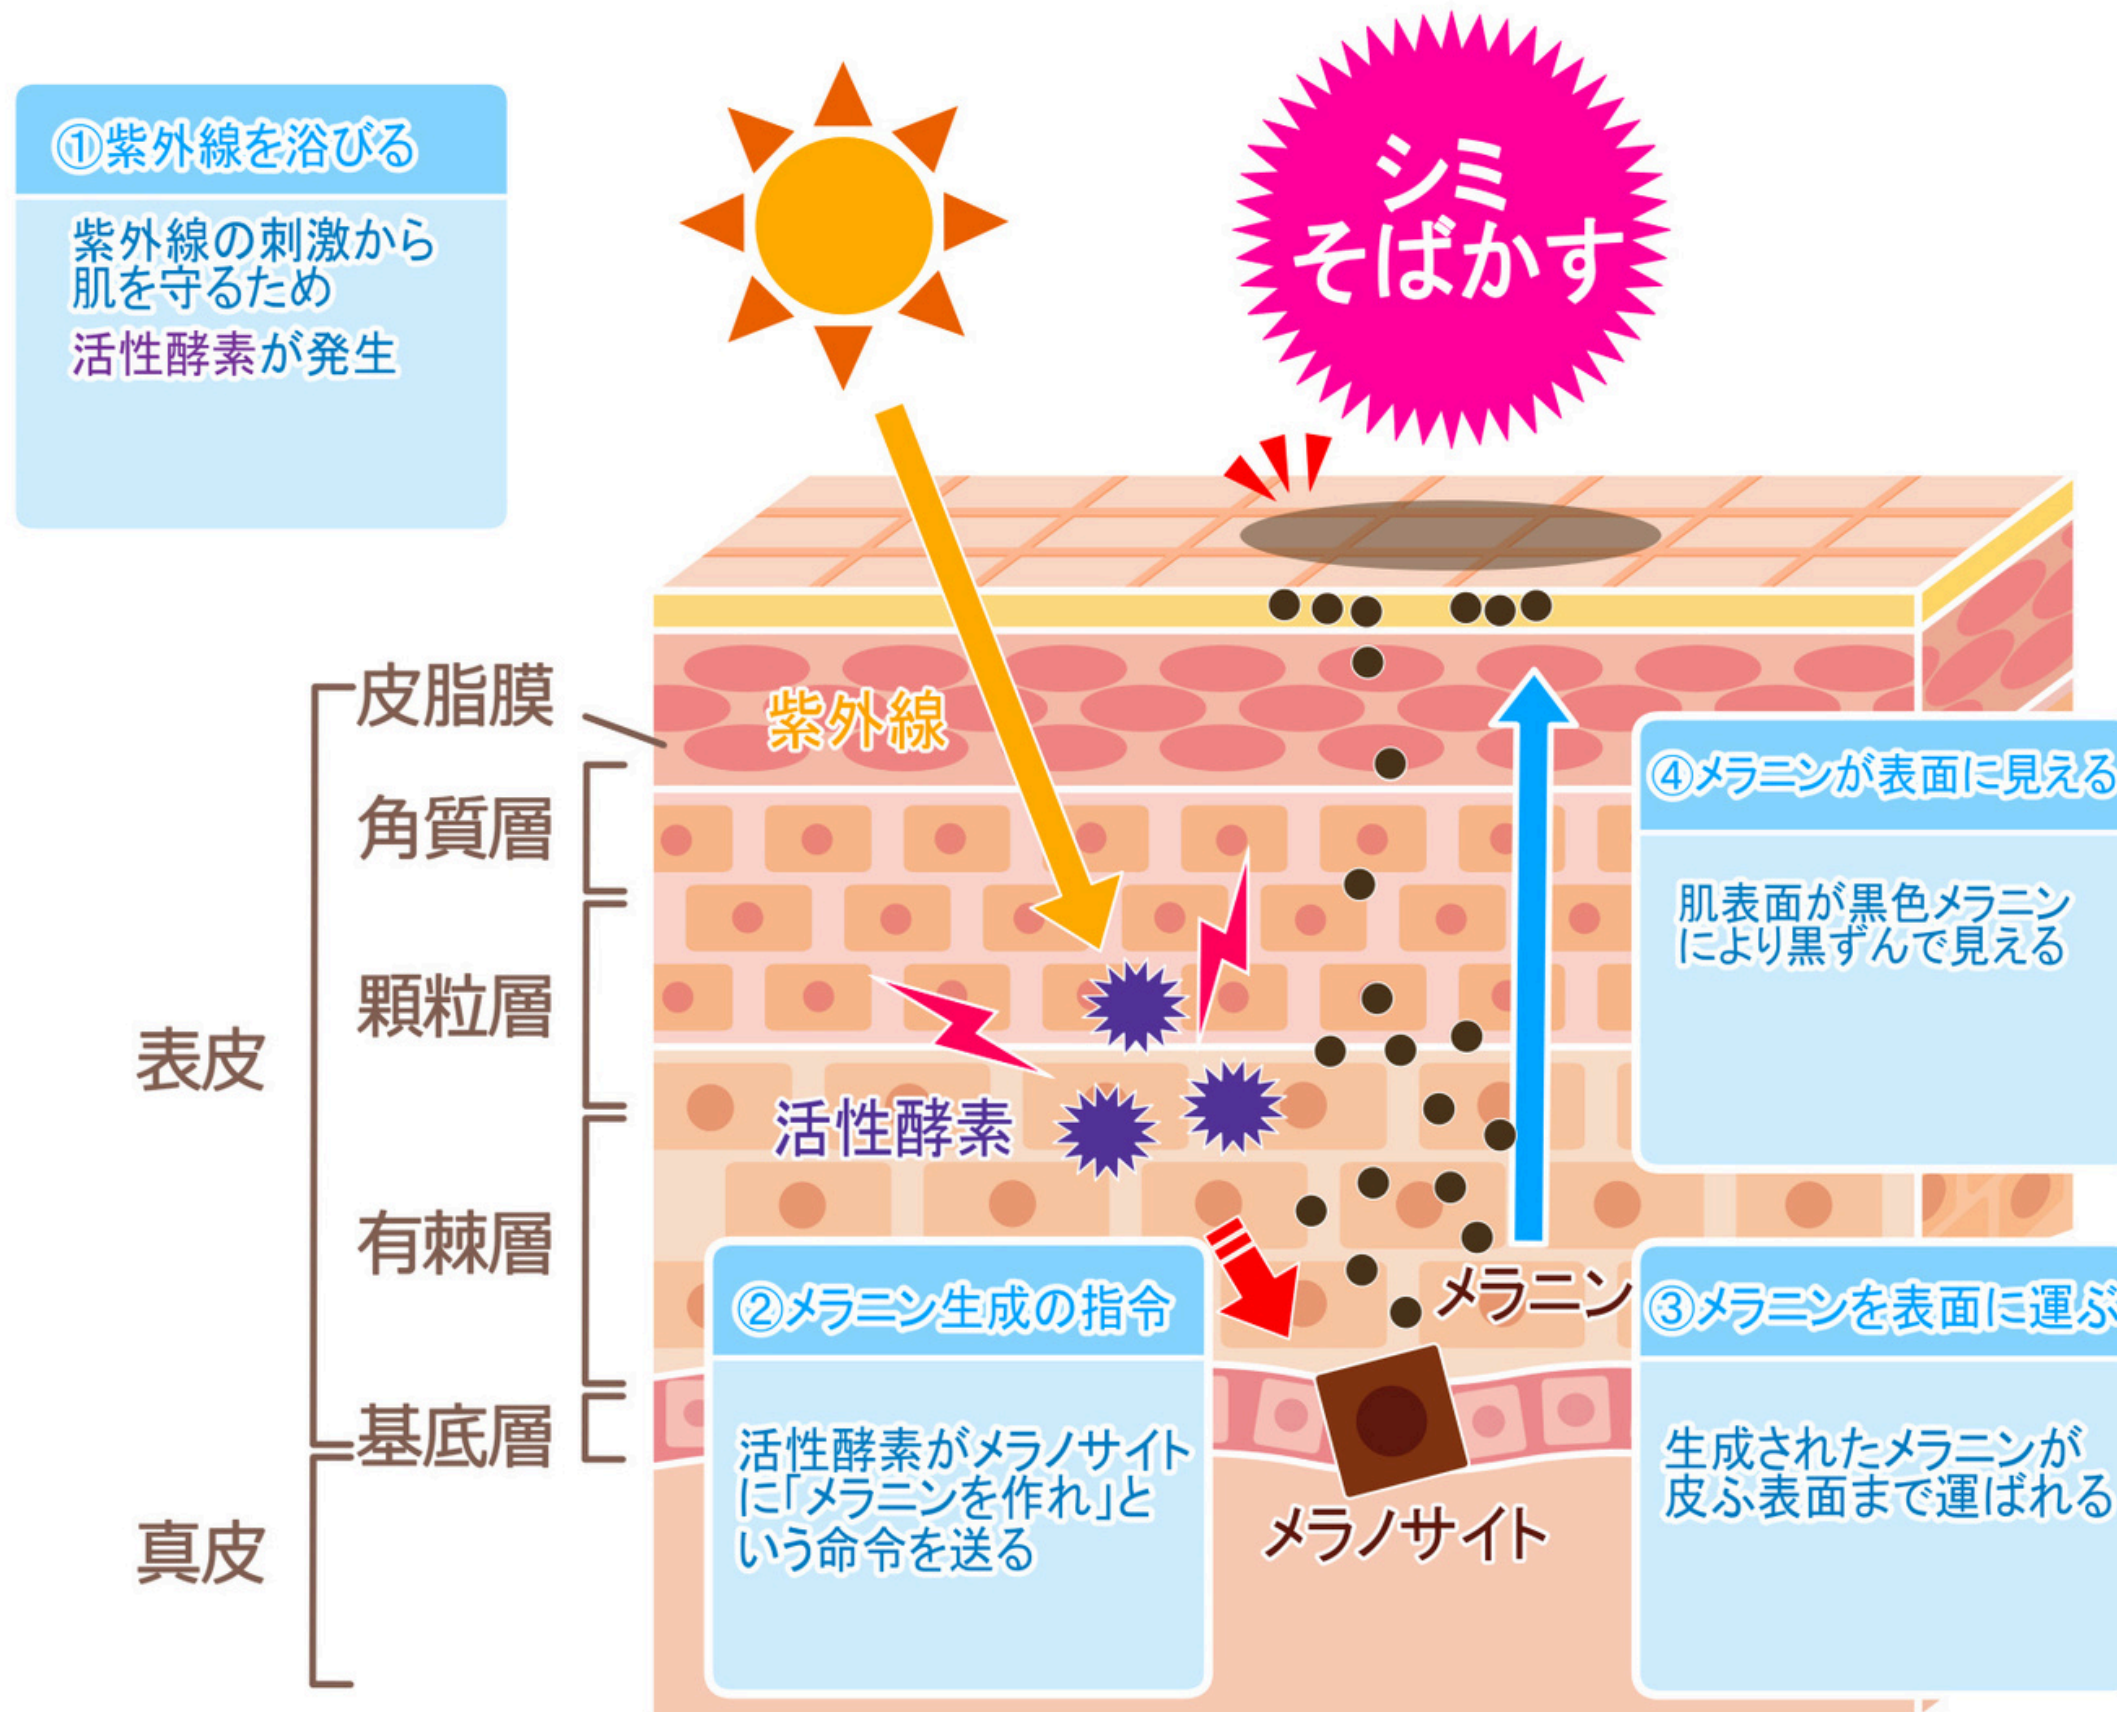 ①紫外線を浴びる
紫外線の刺激から
肌を守るため
活性酵素が発生
シミ
そばかす
皮脂膜
角質層
顆粒層
有棘層
基底層
表皮
真皮
紫外線
活性酵素
②メラニン生成の指令
活性酵素がメラノサイト
に「メラニンを作れ」と
いう命令を送る
メラニン
メラノサイト
③メラニンを表面に運ぶ
生成されたメラニンが
皮ふ表面まで運ばれる
④メラニンが表面に見える
肌表面が黒色メラニン
により黒ずんで見える